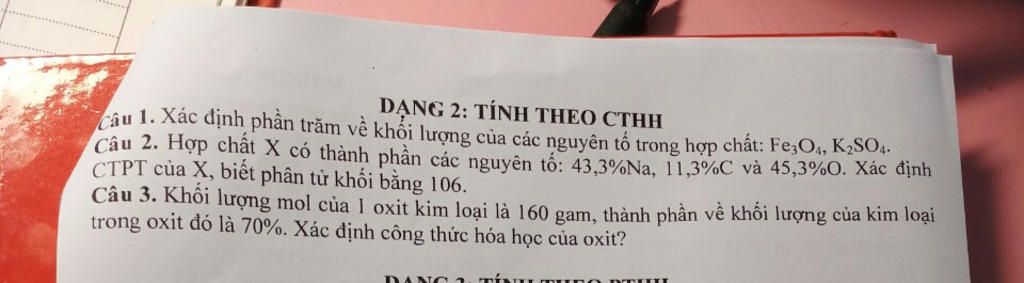 DẠNG 2: TÍNH THEO CTHH
Câu 1. Xác định phần trăm về khối lượng của các nguyên tố trong hợp chất: Fe₃O₄, K₂SO₄.
Câu 2. Hợp chất X có thành phần các nguyên tố: 43,3%Na, 11,3%C và 45,3%O. Xác định
CTPT của X, biết phân tử khối bằng 106.
Câu 3. Khối lượng mol của 1 oxit kim loại là 160 gam, thành phần về khối lượng của kim loại
trong oxit đó là 70%. Xác định công thức hóa học của oxit?